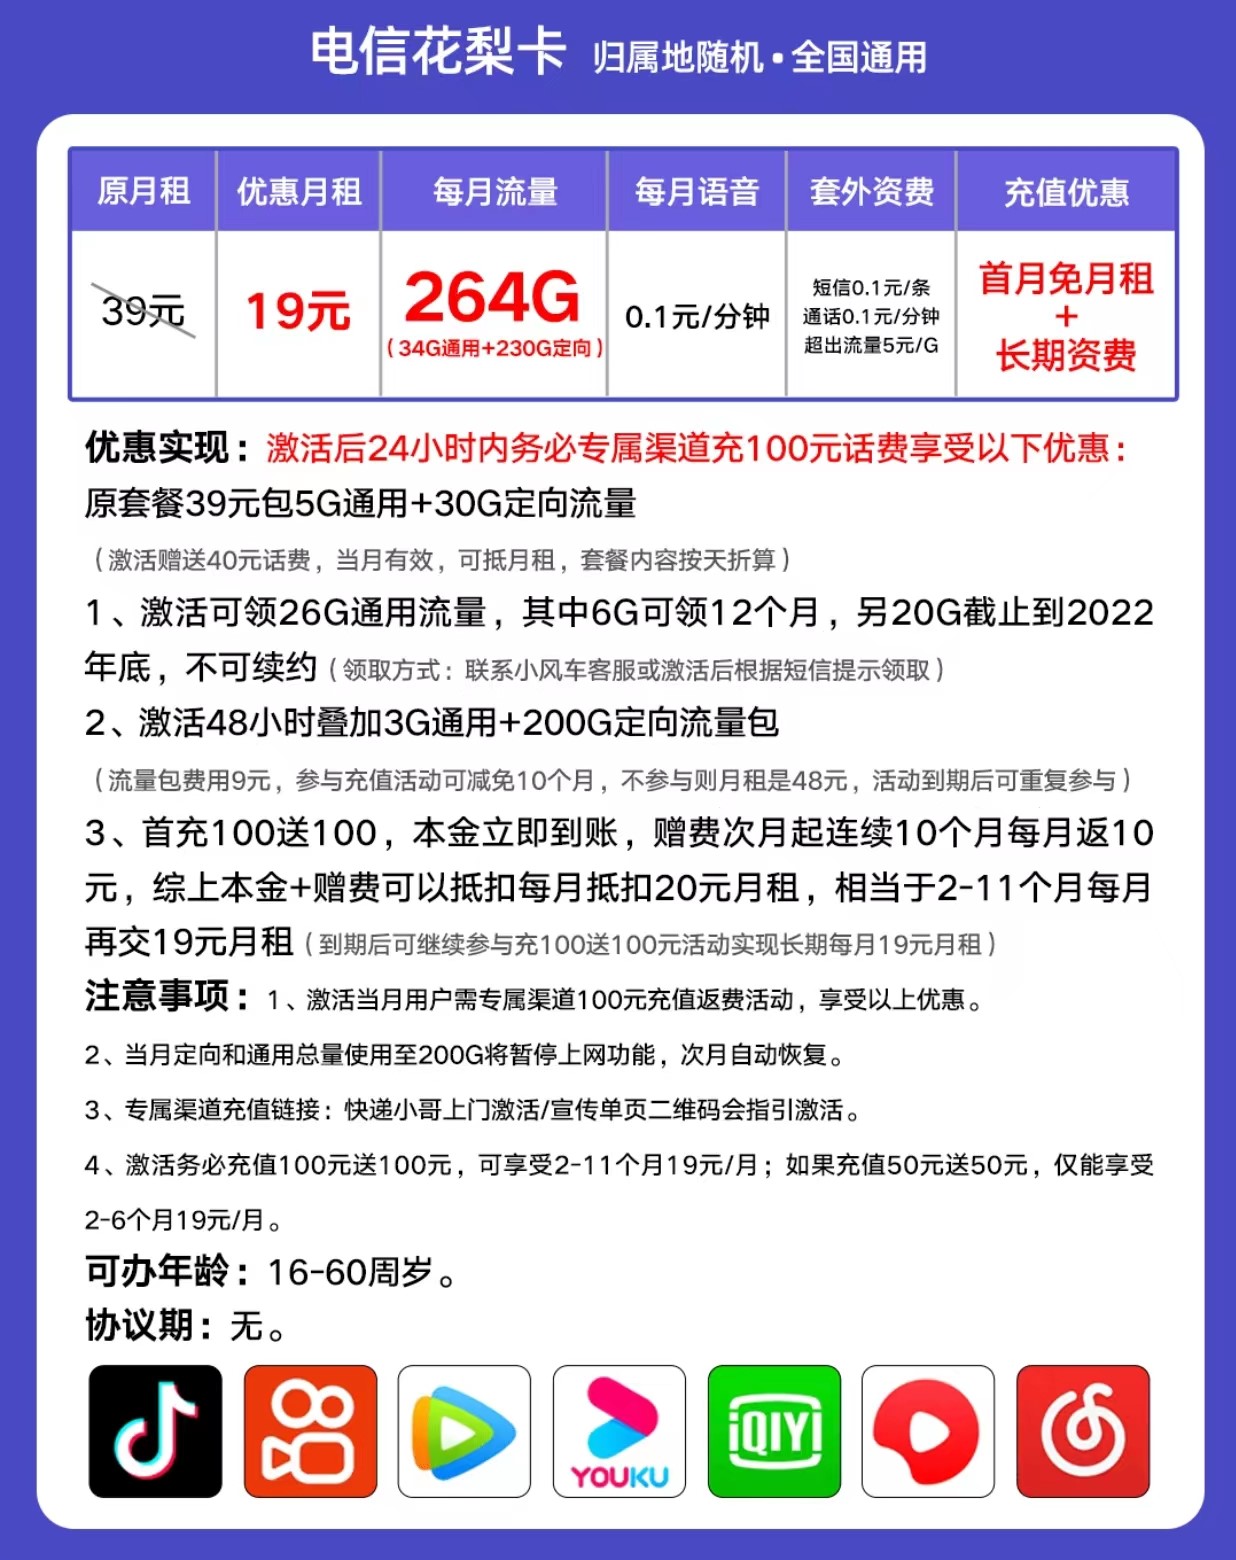 电信花梨卡 归属地随机•全国通用
原月租 优惠月租 每月流量 每月语音 套外资费 充值优惠
39元 19元 264G (34G通用+230G定向) 0.1元/分钟
短信0.1元/条
通话0.1元/分钟
超出流量5元/G
首月免月租
+
长期资费
优惠实现：激活后24小时内务必专属渠道充100元话费享受以下优惠：
原套餐39元包5G通用+30G定向流量
（激活赠送40元话费，当月有效，可抵月租，套餐内容按天折算）
1、激活可领26G通用流量，其中6G可领12个月，另20G截止到2022
年底，不可续约（领取方式：联系小风车客服或激活后根据短信提示领取）
2、激活48小时叠加3G通用+200G定向流量包
（流量包费用9元，参与充值活动可减免10个月，不参与则月租是48元，活动到期后可重复参与）
3、首充100送100，本金立即到账，赠费次月起连续10个月每月返10
元，综上本金+赠费可以抵扣每月抵扣20元月租，相当于2-11个月每月
再交19元月租（到期后可继续参与充100送100元活动实现长期每月19元月租）
注意事项：1、激活当月用户需专属渠道100元充值返费活动，享受以上优惠。
2、当月定向和通用总量使用至200G将暂停上网功能，次月自动恢复。
3、专属渠道充值链接：快递小哥上门激活/宣传单页二维码会指引激活。
4、激活务必充值100元送100元，可享受2-11个月19元/月；如果充值50元送50元，仅能享受
2-6个月19元/月。
可办年龄：16-60周岁。
协议期：无。
YOUKU
iQIYI